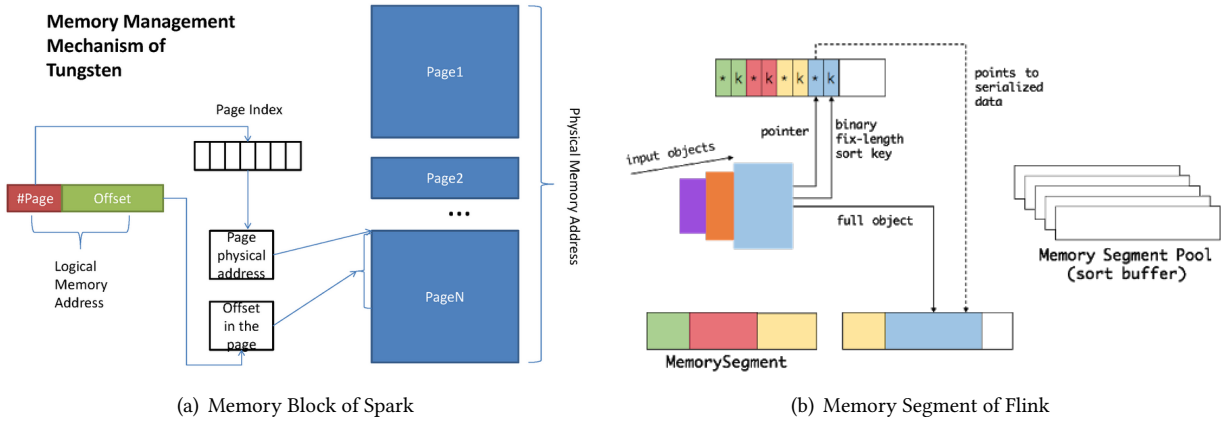 Memory Management
Mechanism of
Tungsten
Page Index
#Page
Offset
Logical
Memory
Address
Page
physical
address
Offset
in the
page
Page1
Page2
...
PageN
Physical Memory Address
(a) Memory Block of Spark
* k * k * k * k
points to
serialized
data
pointer
binary
fix-length
sort key
input objects
full object
Memory Segment Pool
(sort buffer)
MemorySegment
(b) Memory Segment of Flink